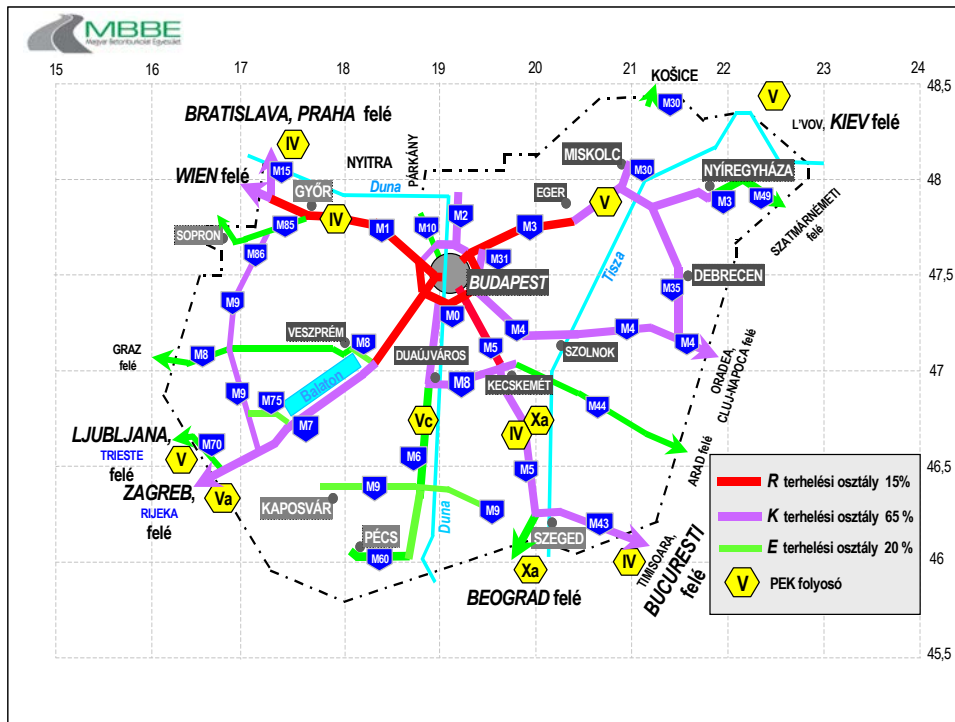 MBBE
Magyar Betonburkolat Egyesület
15 16 17 18 19 20 21 22 23 24
48,5
KOŠICE
M30
V
BRATISLAVA, PRAHA felé
IV
L'VOV, KIEV felé
NYITRA
PÁRKÁNY
MISKOLC
M30
M15
WIEN felé
Duna
EGER
NYÍREGYHÁZA
48
GYŐR
V
M3
M49
IV
M1
M10
M2
M3
SZATMÁRNÉMETI
felé
SOPRON
M85
M86
M31
Tisza
BUDAPEST
DEBRECEN
47,5
M35
M9
M0
M4
M4
M4
VESZPRÉM
M8
M5
SZOLNOK
ORADEA,
CLUJ-NAPOCA felé
GRAZ
felé
M8
DUAÚJVÁROS
M8
KECSKEMÉT
47
Balaton
M9
M75
M44
M7
Vc
Xa
IV
LJUBLJANA,
TRIESTE
felé
M70
V
ARAD felé
M6
M5
46,5
ZAGREB,
RIJEKA
felé
Va
M9
M9
KAPOSVÁR
Duna
M43
PÉCS
M60
SZEGED
46
Xa
IV
TIMISOARA,
BUCURESTI
felé
BEOGRAD felé
R terhelési osztály 15%
K terhelési osztály 65 %
E terhelési osztály 20 %
V PEK folyosó
45,5